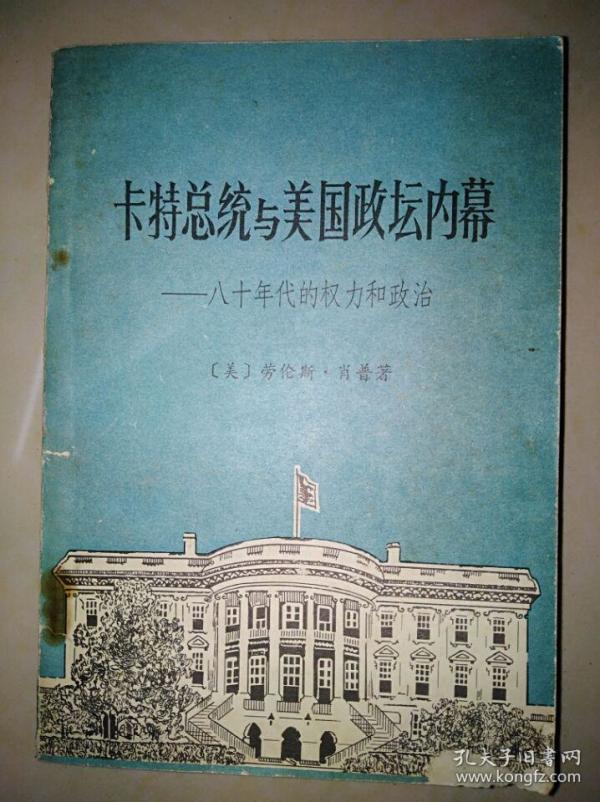 卡特总统与美国政坛内幕
——八十年代的权力和政治
〔美〕劳伦斯·肖普著
孔夫子旧书网
www.kongfz.com